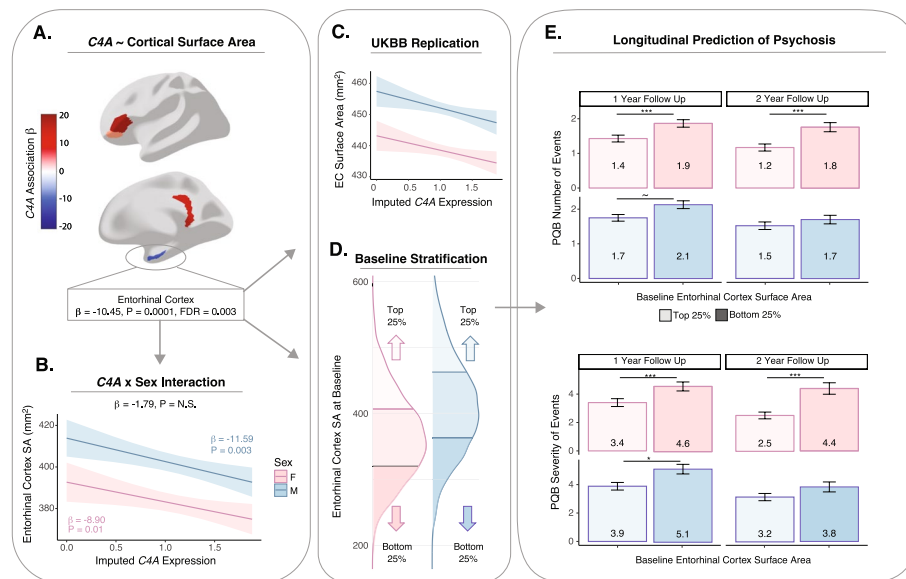 A.
C4A ~ Cortical Surface Area
C4A Association β
20
10
0
-10
-20
Entorhinal Cortex
β = -10.45, P = 0.0001, FDR = 0.003
B.
C4A x Sex Interaction
β = -1.79, P = N.S.
Entorhinal Cortex SA (mm²)
420
400
380
β = -11.59
P = 0.003
β = -8.90
P = 0.01
0.0
0.5
1.0
1.5
Imputed C4A Expression
Sex
F
M
C.
UKBB Replication
EC Surface Area (mm²)
460
450
440
430
0
0.5
1.0
1.5
Imputed C4A Expression
D.
Baseline Stratification
Entorhinal Cortex SA at Baseline
600
400
200
Top
25%
Top
25%
Bottom
25%
Bottom
25%
E.
Longitudinal Prediction of Psychosis
1 Year Follow Up
2 Year Follow Up
PQB Number of Events
2
1
0
***
1.4
1.9
***
1.2
1.8
2
1
0
~
1.7
2.1
1.5
1.7
Baseline Entorhinal Cortex Surface Area
Top 25%
Bottom 25%
1 Year Follow Up
2 Year Follow Up
PQB Severity of Events
4
2
0
***
3.4
4.6
***
2.5
4.4
4
2
0
*
3.9
5.1
3.2
3.8
Baseline Entorhinal Cortex Surface Area